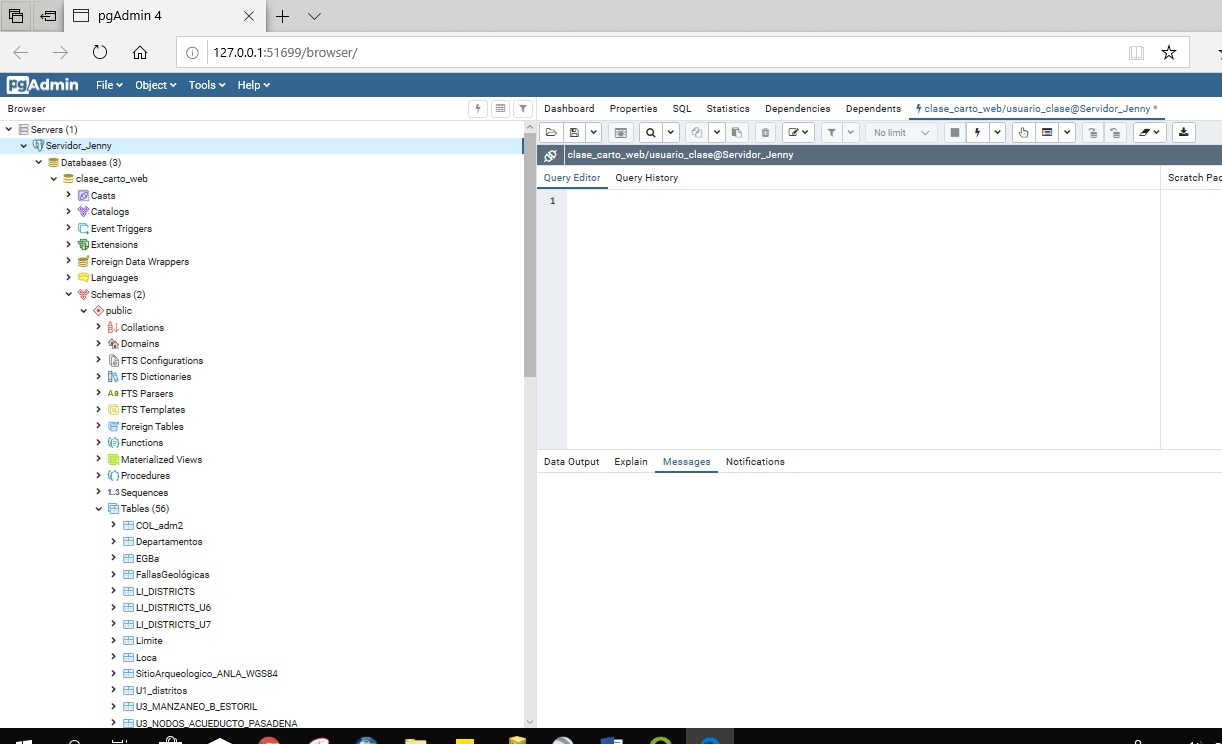 pgAdmin 4
127.0.0.1:51699/browser/
pgAdmin File Object Tools Help
Browser
Dashboard Properties SQL Statistics Dependencies Dependents clase_carto_web/usuario_clase@Servidor_Jenny *
No limit
clase_carto_web/usuario_clase@Servidor_Jenny
Query Editor Query History Scratch Pac
1
Data Output Explain Messages Notifications
Servers (1)
Servidor_Jenny
Databases (3)
clase_carto_web
Casts
Catalogs
Event Triggers
Extensions
Foreign Data Wrappers
Languages
Schemas (2)
public
Collations
Domains
FTS Configurations
FTS Dictionaries
Aa FTS Parsers
FTS Templates
Foreign Tables
Functions
Materialized Views
Procedures
1..3 Sequences
Tables (56)
COL_adm2
Departamentos
EGBa
FallasGeológicas
LI_DISTRICTS
LI_DISTRICTS_U6
LI_DISTRICTS_U7
Limite
Loca
SitioArqueologico_ANLA_WGS84
U1_distritos
U3_MANZANEO_B_ESTORIL
U3_NODOS_ACUEDUCTO_PASADENA